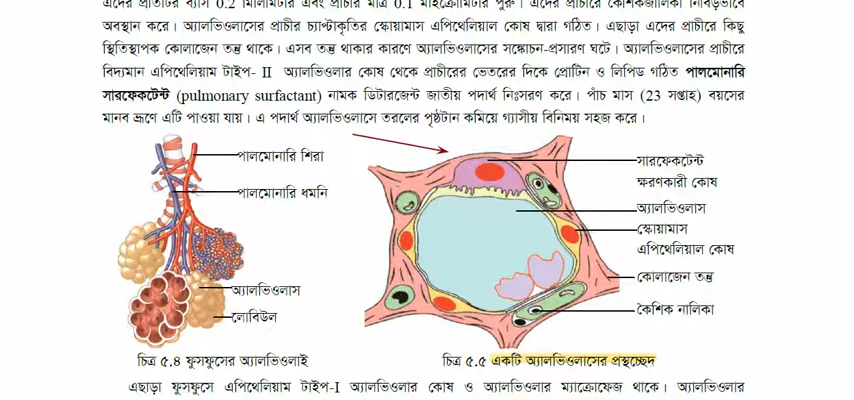 এদের প্রতিটির ব্যাস 0.2 মিলিমিটার এবং প্রাচীর মাত্র 0.1 মাইক্রোমিটার পুরু। এদের প্রাচীরে কৈশিকজালিকা নিবিড়ভাবে
অবস্থান করে। অ্যালভিওলাসের প্রাচীর চ্যাপ্টাকৃতির স্কোয়ামাস এপিথেলিয়াল কোষ দ্বারা গঠিত। এছাড়া এদের প্রাচীরে কিছু
স্থিতিস্থাপক কোলাজেন তন্তু থাকে। এসব তন্তু থাকার কারণে অ্যালভিওলাসের সঙ্কোচন-প্রসারণ ঘটে। অ্যালভিওলাসের প্রাচীরে
বিদ্যমান এপিথেলিয়াম টাইপ- II অ্যালভিওলার কোষ থেকে প্রাচীরের ভেতরের দিকে প্রোটিন ও লিপিড গঠিত পালমোনারি
সারফেকটেন্ট (pulmonary surfactant) নামক ডিটারজেন্ট জাতীয় পদার্থ নিঃসরণ করে। পাঁচ মাস (23 সপ্তাহ) বয়সের
মানব ভ্রূণে এটি পাওয়া যায়। এ পদার্থ অ্যালভিওলাসে তরলের পৃষ্ঠটান কমিয়ে গ্যাসীয় বিনিময় সহজ করে।
পালমোনারি শিরা
পালমোনারি ধমনি
অ্যালভিওলাস
লোবিউল
চিত্র ৫.৪ ফুসফুসের অ্যালভিওলাই
সারফেকটেন্ট
ক্ষরণকারী কোষ
অ্যালভিওলাস
স্কোয়ামাস
এপিথেলিয়াল কোষ
কোলাজেন তন্তু
কৈশিক নালিকা
চিত্র ৫.৫ একটি অ্যালভিওলাসের প্রস্থচ্ছেদ
এছাড়া ফুসফুসে এপিথেলিয়াম টাইপ-I অ্যালভিওলার কোষ ও অ্যালভিওলার ম্যাক্রোফেজ থাকে। অ্যালভিওলার